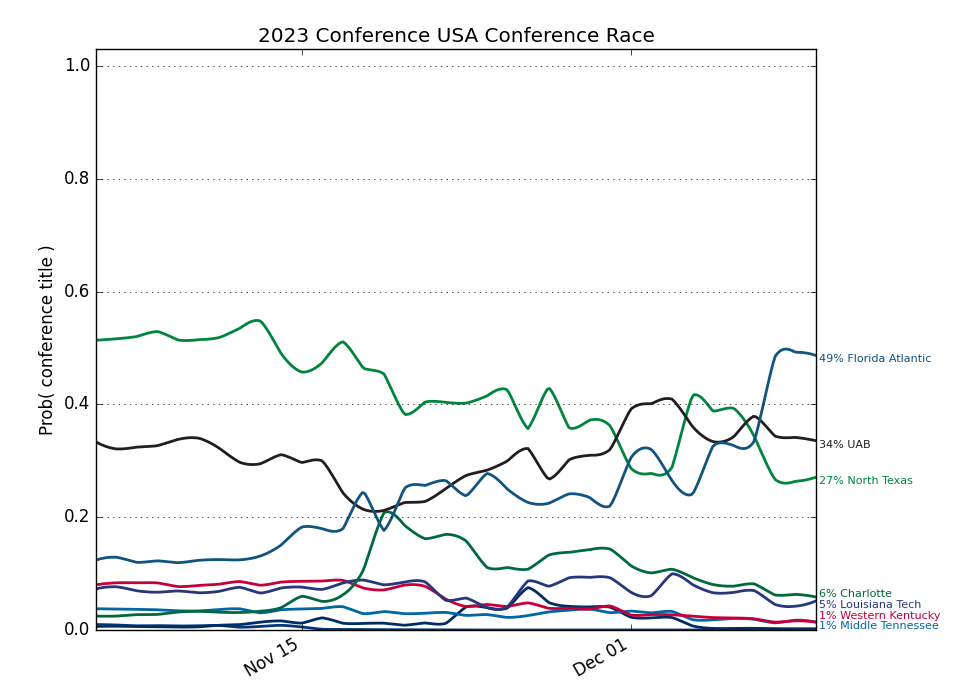 2023 Conference USA Conference Race
Prob( conference title )
1.0
0.8
0.6
0.4
0.2
0.0
Nov 15
Dec 01
49% Florida Atlantic
34% UAB
27% North Texas
6% Charlotte
5% Louisiana Tech
1% Western Kentucky
1% Middle Tennessee